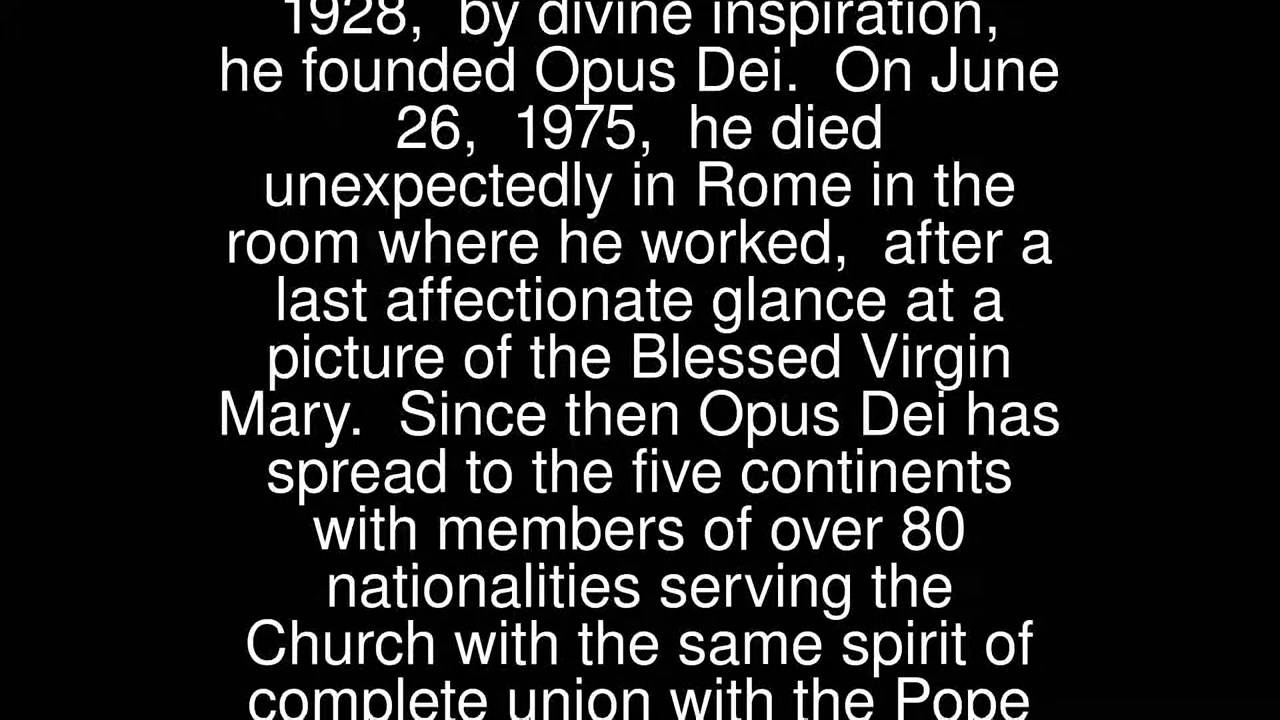 1928,  by divine inspiration,
he founded Opus Dei.  On June
26,  1975,  he died
unexpectedly in Rome in the
room where he worked,  after a
last affectionate glance at a
picture of the Blessed Virgin
Mary.  Since then Opus Dei has
spread to the five continents
with members of over 80
nationalities serving the
Church with the same spirit of
complete union with the Pope